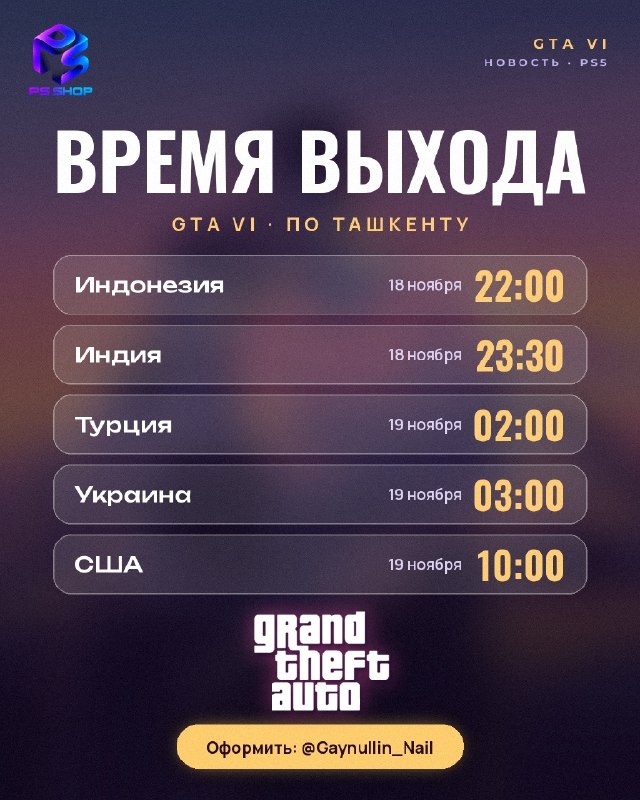 PS SHOP
GTA VI
НОВОСТЬ · PS5
ВРЕМЯ ВЫХОДА
GTA VI · ПО ТАШКЕНТУ
Индонезия 18 ноября 22:00
Индия 18 ноября 23:30
Турция 19 ноября 02:00
Украина 19 ноября 03:00
США 19 ноября 10:00
grand
theft
auto
Оформить: @Gaynullin_Nail